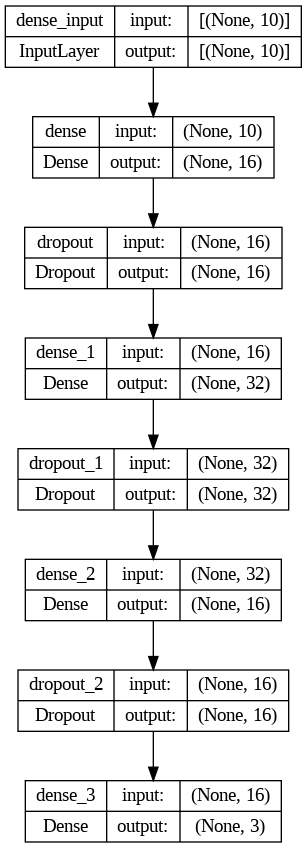 dense_input input: [(None, 10)]
InputLayer output: [(None, 10)]
dense input: (None, 10)
Dense output: (None, 16)
dropout input: (None, 16)
Dropout output: (None, 16)
dense_1 input: (None, 16)
Dense output: (None, 32)
dropout_1 input: (None, 32)
Dropout output: (None, 32)
dense_2 input: (None, 32)
Dense output: (None, 16)
dropout_2 input: (None, 16)
Dropout output: (None, 16)
dense_3 input: (None, 16)
Dense output: (None, 3)